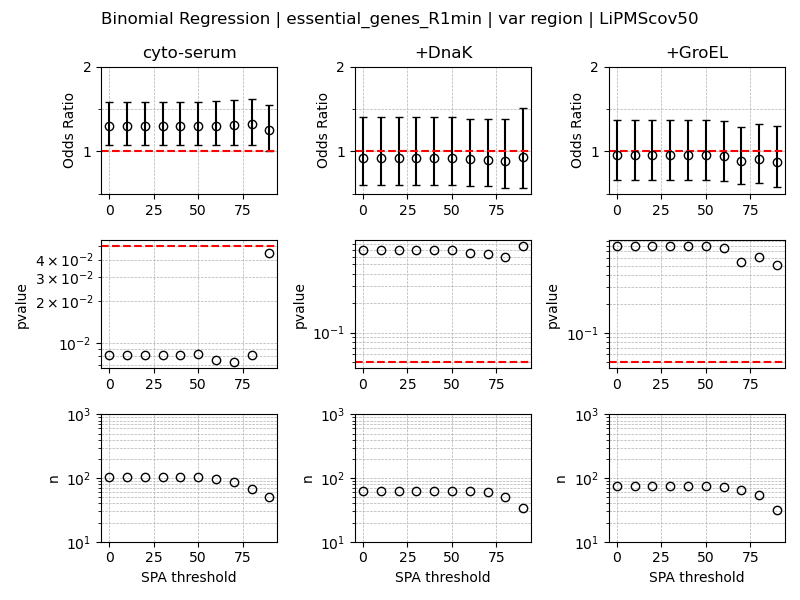 Binomial Regression | essential_genes_R1min | var region | LiPMScov50
cyto-serum
+DnaK
+GroEL
Odds Ratio
2
1
0 25 50 75
Odds Ratio
2
1
0 25 50 75
Odds Ratio
2
1
0 25 50 75
pvalue
4 × 10⁻²
3 × 10⁻²
2 × 10⁻²
10⁻²
0 25 50 75
pvalue
10⁻¹
0 25 50 75
pvalue
10⁻¹
0 25 50 75
n
10³
10²
10¹
0 25 50 75
SPA threshold
n
10³
10²
10¹
0 25 50 75
SPA threshold
n
10³
10²
10¹
0 25 50 75
SPA threshold